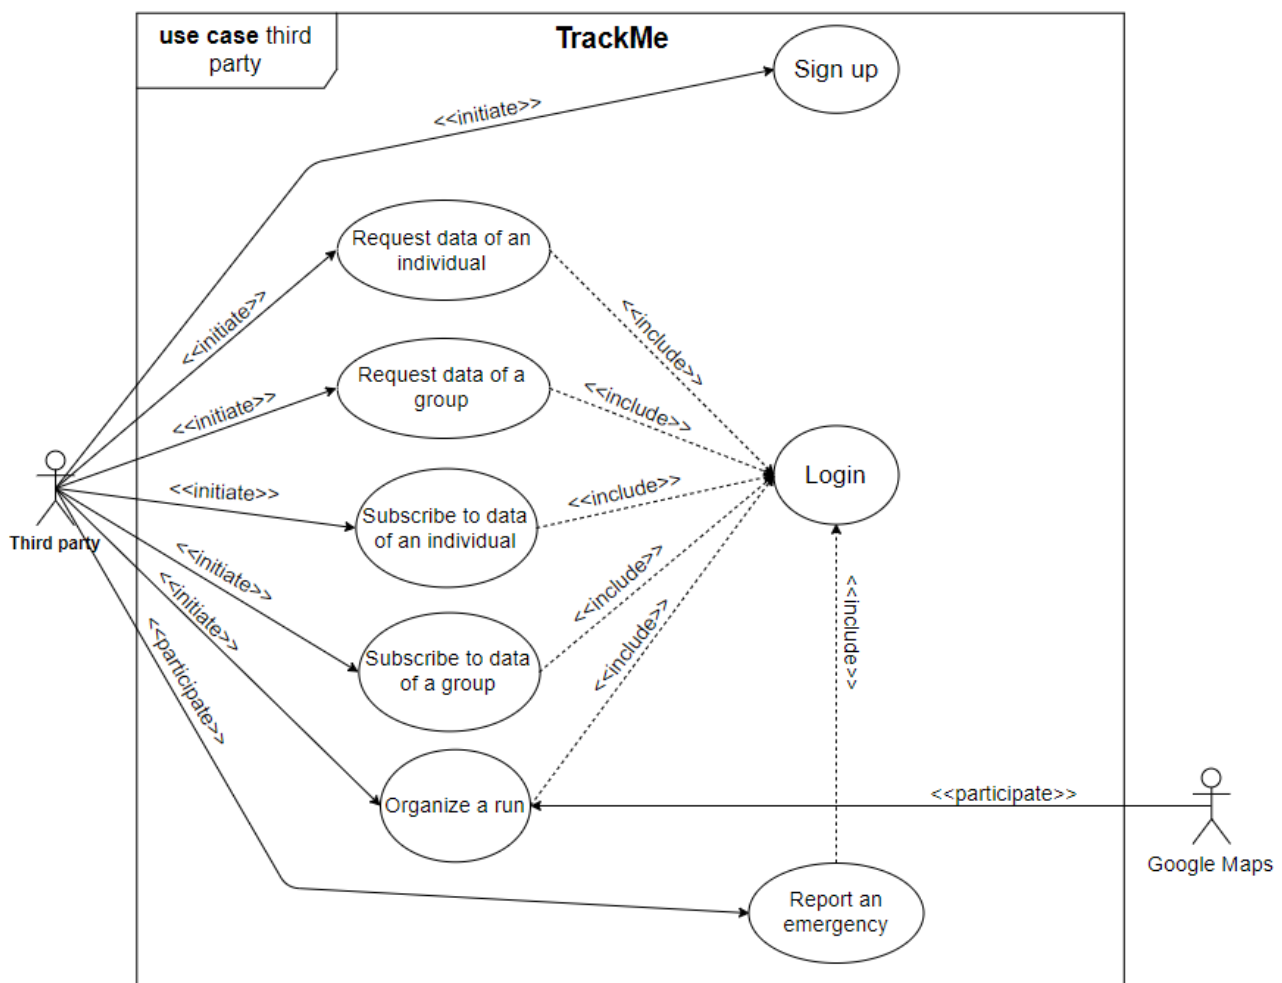 use case third
party
TrackMe
Sign up
<<initiate>>
Request data of an
individual
<<initiate>>
<<include>>
Request data of a
group
<<initiate>>
<<include>>
Login
<<initiate>>
<<include>>
Subscribe to data
of an individual
Third party
<<initiate>>
<<include>>
<<initiate>>
<<include>>
<<include>>
<<participate>>
Subscribe to data
of a group
Organize a run
<<participate>>
Google Maps
Report an
emergency